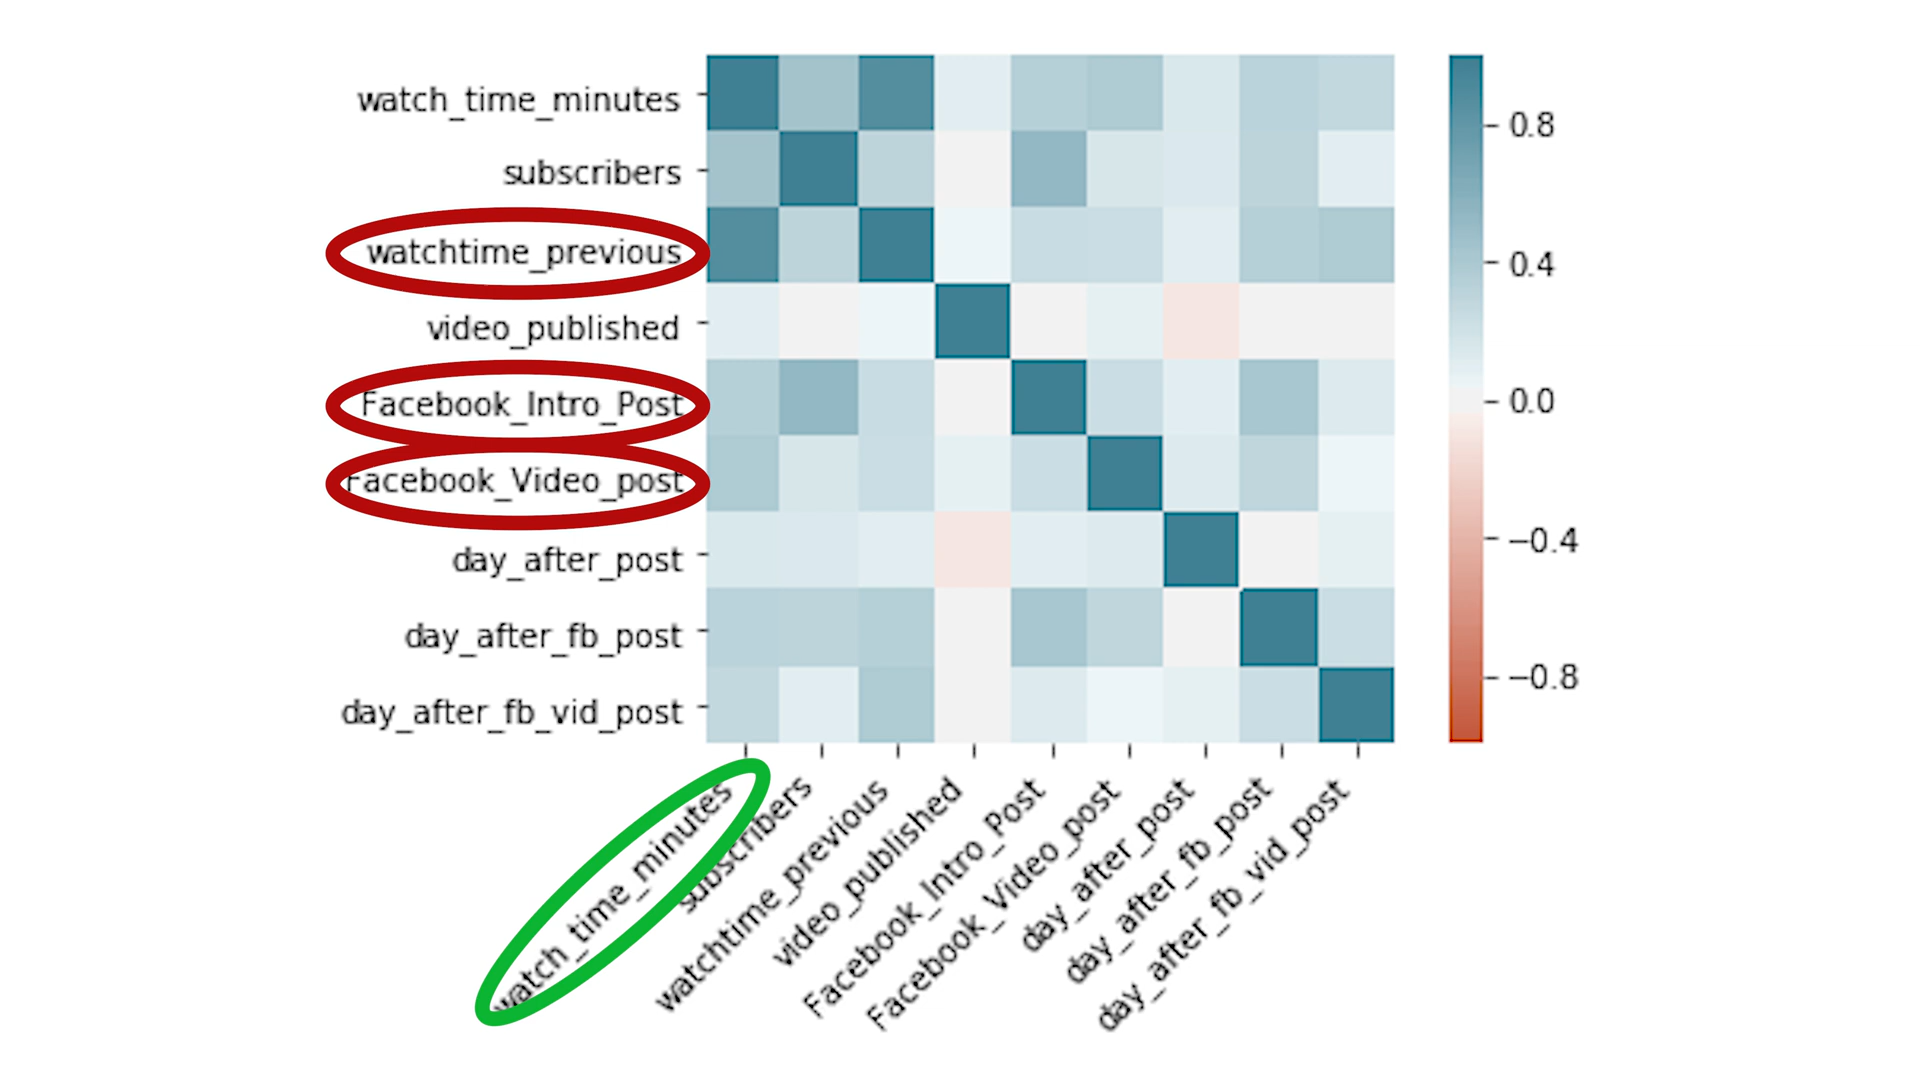 watch_time_minutes
subscribers
watchtime_previous
video_published
Facebook_Intro_Post
Facebook_Video_post
day_after_post
day_after_fb_post
day_after_fb_vid_post
0.8
0.4
0.0
−0.4
−0.8
watch_time_minutes
subscribers
watchtime_previous
video_published
Facebook_Intro_Post
Facebook_Video_post
day_after_post
day_after_fb_post
day_after_fb_vid_post